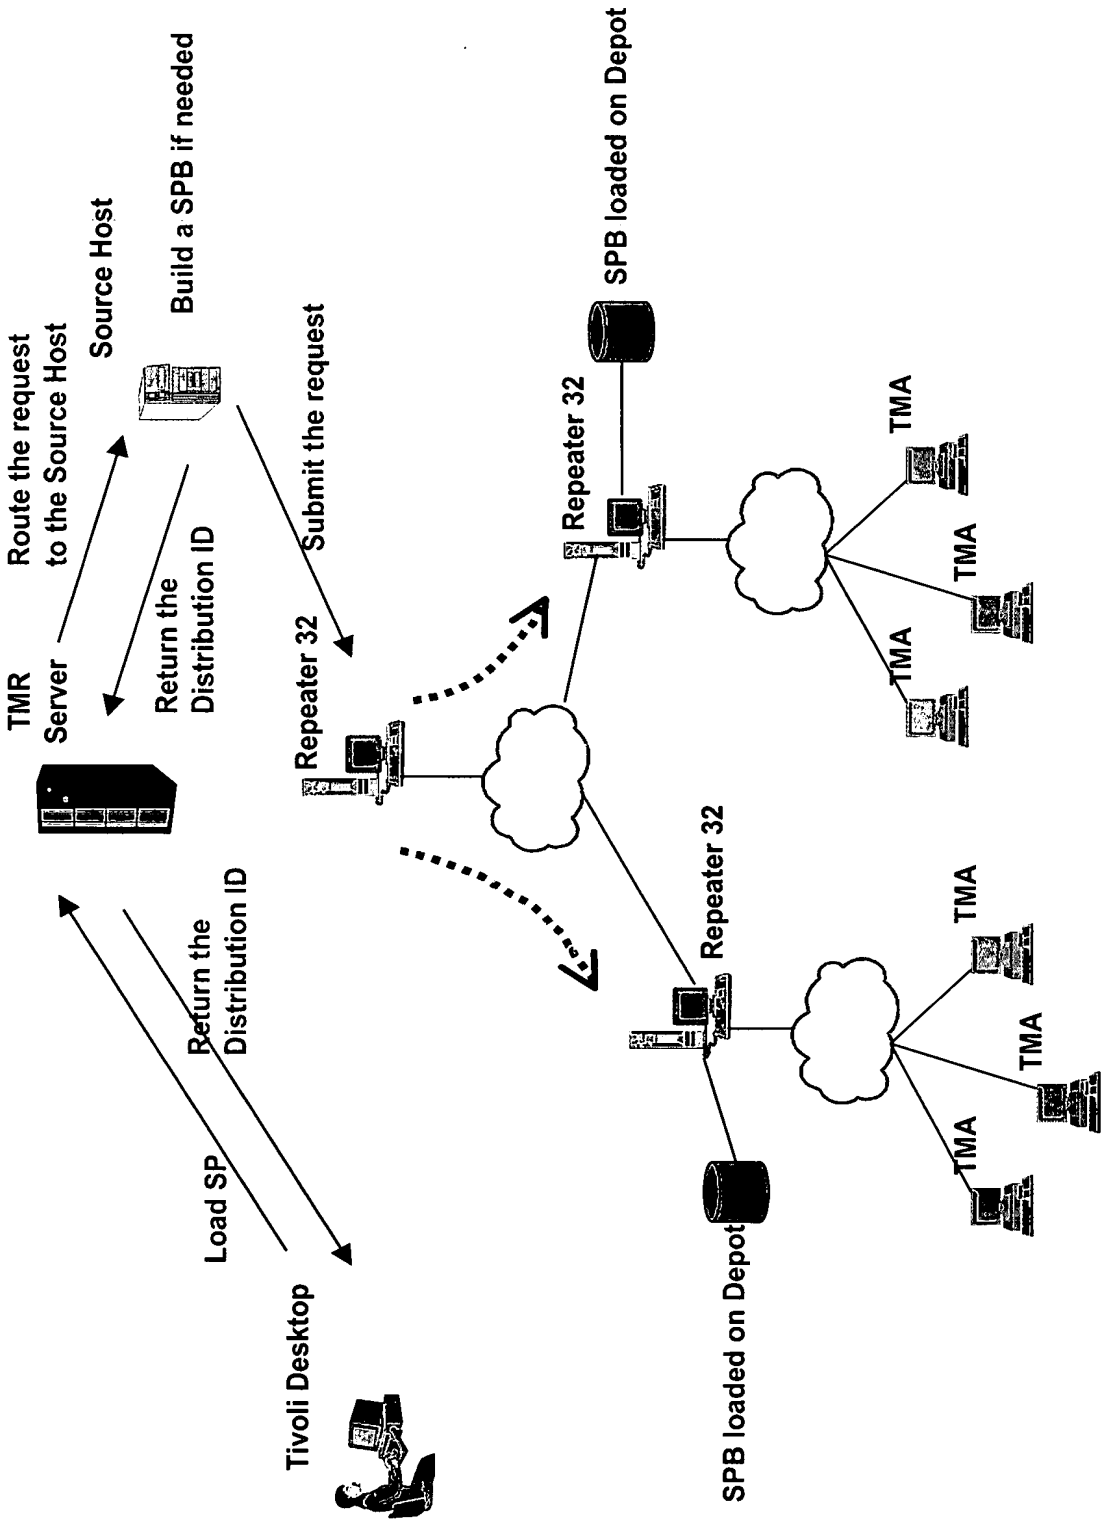 TMR
Server
Route the request
to the Source Host
Source Host
Build a SPB if needed
Return the
Distribution ID
Return the
Distribution ID
Load SP
Tivoli Desktop
Submit the request
Repeater 32
Repeater 32
SPB loaded on Depot
Repeater 32
SPB loaded on Depot
TMA
TMA
TMA
TMA
TMA
TMA